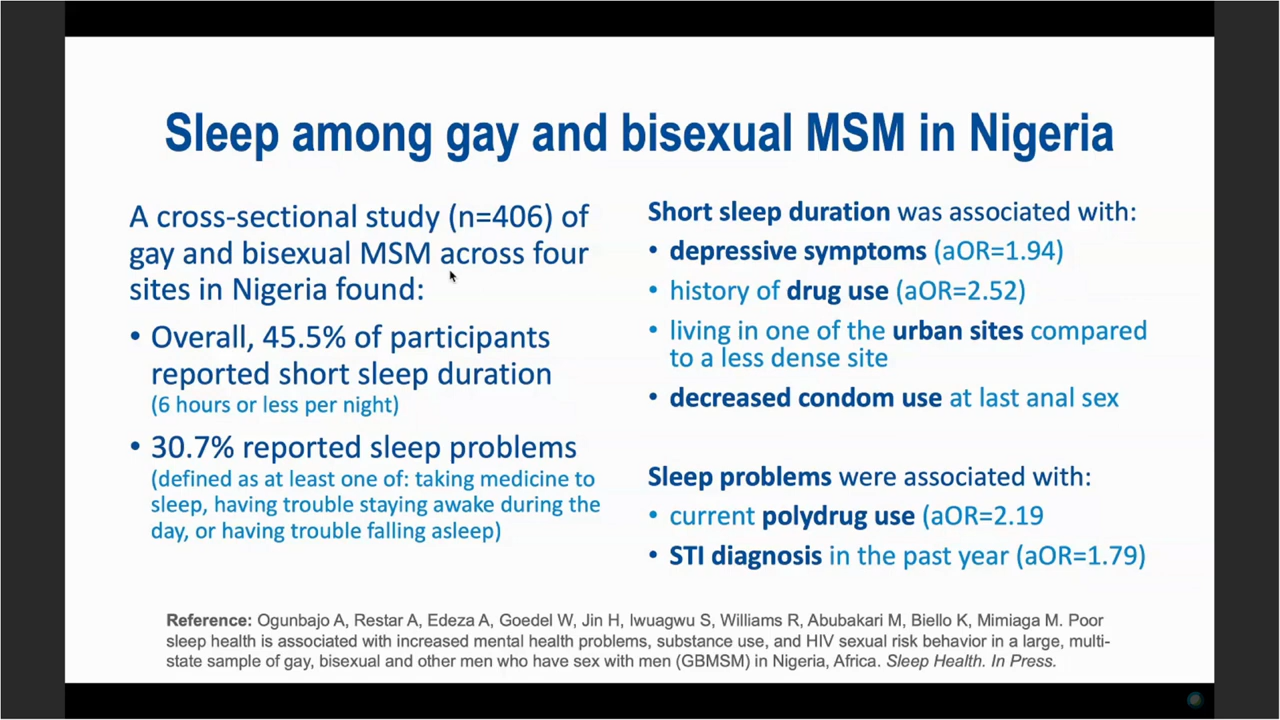 Sleep among gay and bisexual MSM in Nigeria
A cross-sectional study (n=406) of
gay and bisexual MSM across four
sites in Nigeria found:
• Overall, 45.5% of participants
reported short sleep duration
(6 hours or less per night)
• 30.7% reported sleep problems
(defined as at least one of: taking medicine to
sleep, having trouble staying awake during the
day, or having trouble falling asleep)
Short sleep duration was associated with:
• depressive symptoms (aOR=1.94)
• history of drug use (aOR=2.52)
• living in one of the urban sites compared
to a less dense site
• decreased condom use at last anal sex
Sleep problems were associated with:
• current polydrug use (aOR=2.19
• STI diagnosis in the past year (aOR=1.79)
Reference: Ogunbajo A, Restar A, Edeza A, Goedel W, Jin H, Iwuagwu S, Williams R, Abubakari M, Biello K, Mimiaga M. Poor
sleep health is associated with increased mental health problems, substance use, and HIV sexual risk behavior in a large, multi-
state sample of gay, bisexual and other men who have sex with men (GBMSM) in Nigeria, Africa. Sleep Health. In Press.